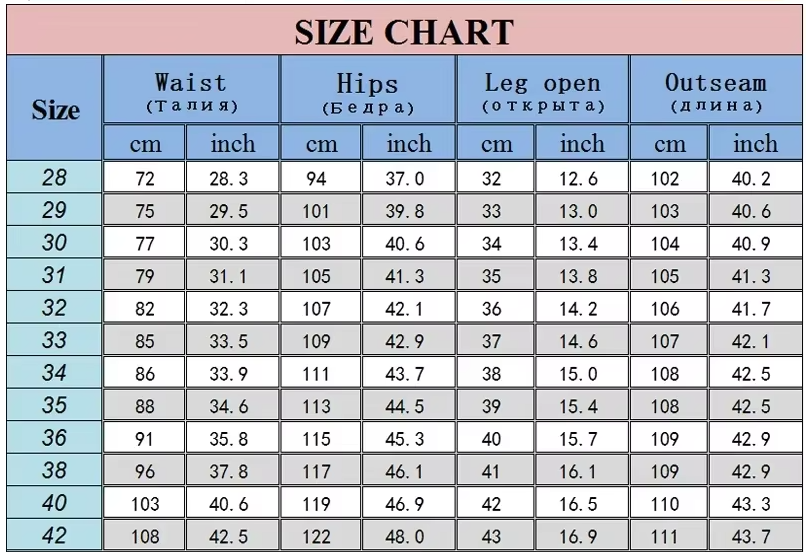 SIZE CHART
Size Waist Hips Leg open Outseam
(Талия) (Бедра) (открыта) (длина)
cm inch cm inch cm inch cm inch
28 72 28.3 94 37.0 32 12.6 102 40.2
29 75 29.5 101 39.8 33 13.0 103 40.6
30 77 30.3 103 40.6 34 13.4 104 40.9
31 79 31.1 105 41.3 35 13.8 105 41.3
32 82 32.3 107 42.1 36 14.2 106 41.7
33 85 33.5 109 42.9 37 14.6 107 42.1
34 86 33.9 111 43.7 38 15.0 108 42.5
35 88 34.6 113 44.5 39 15.4 108 42.5
36 91 35.8 115 45.3 40 15.7 109 42.9
38 96 37.8 117 46.1 41 16.1 109 42.9
40 103 40.6 119 46.9 42 16.5 110 43.3
42 108 42.5 122 48.0 43 16.9 111 43.7